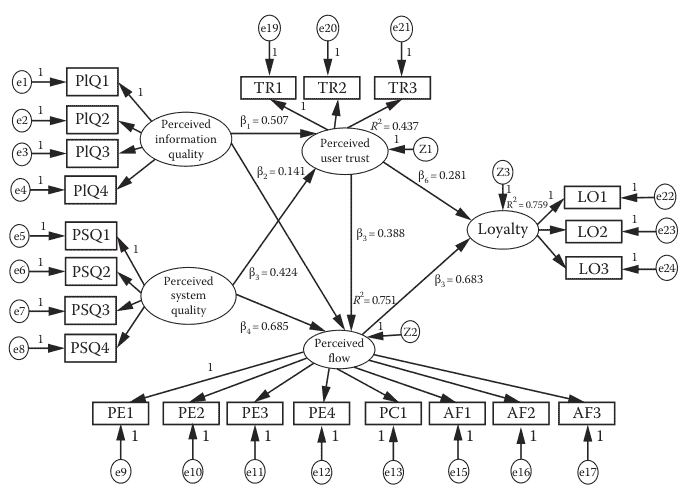 e19
e20
e21
1
1
1
e1
1
PIQ1
TR1
TR2
TR3
1
1
e2
1
PIQ2
β1 = 0.507
R² = 0.437
Perceived
information
quality
Perceived
user trust
1
Z1
e3
1
PIQ3
e4
1
PIQ4
β2 = 0.141
β6 = 0.281
Z3
1
R² = 0.759
1
LO1
1
e22
e5
1
PSQ1
1
β3 = 0.388
Loyalty
LO2
1
e23
e6
1
PSQ2
β3 = 0.424
LO3
1
e24
Perceived
system
quality
β3 = 0.683
e7
1
PSQ3
R² = 0.751
e8
1
PSQ4
β4 = 0.685
1
Z2
Perceived
flow
1
PE1
PE2
PE3
PE4
PC1
AF1
AF2
AF3
1
1
1
1
1
1
1
1
e9
e10
e11
e12
e13
e15
e16
e17